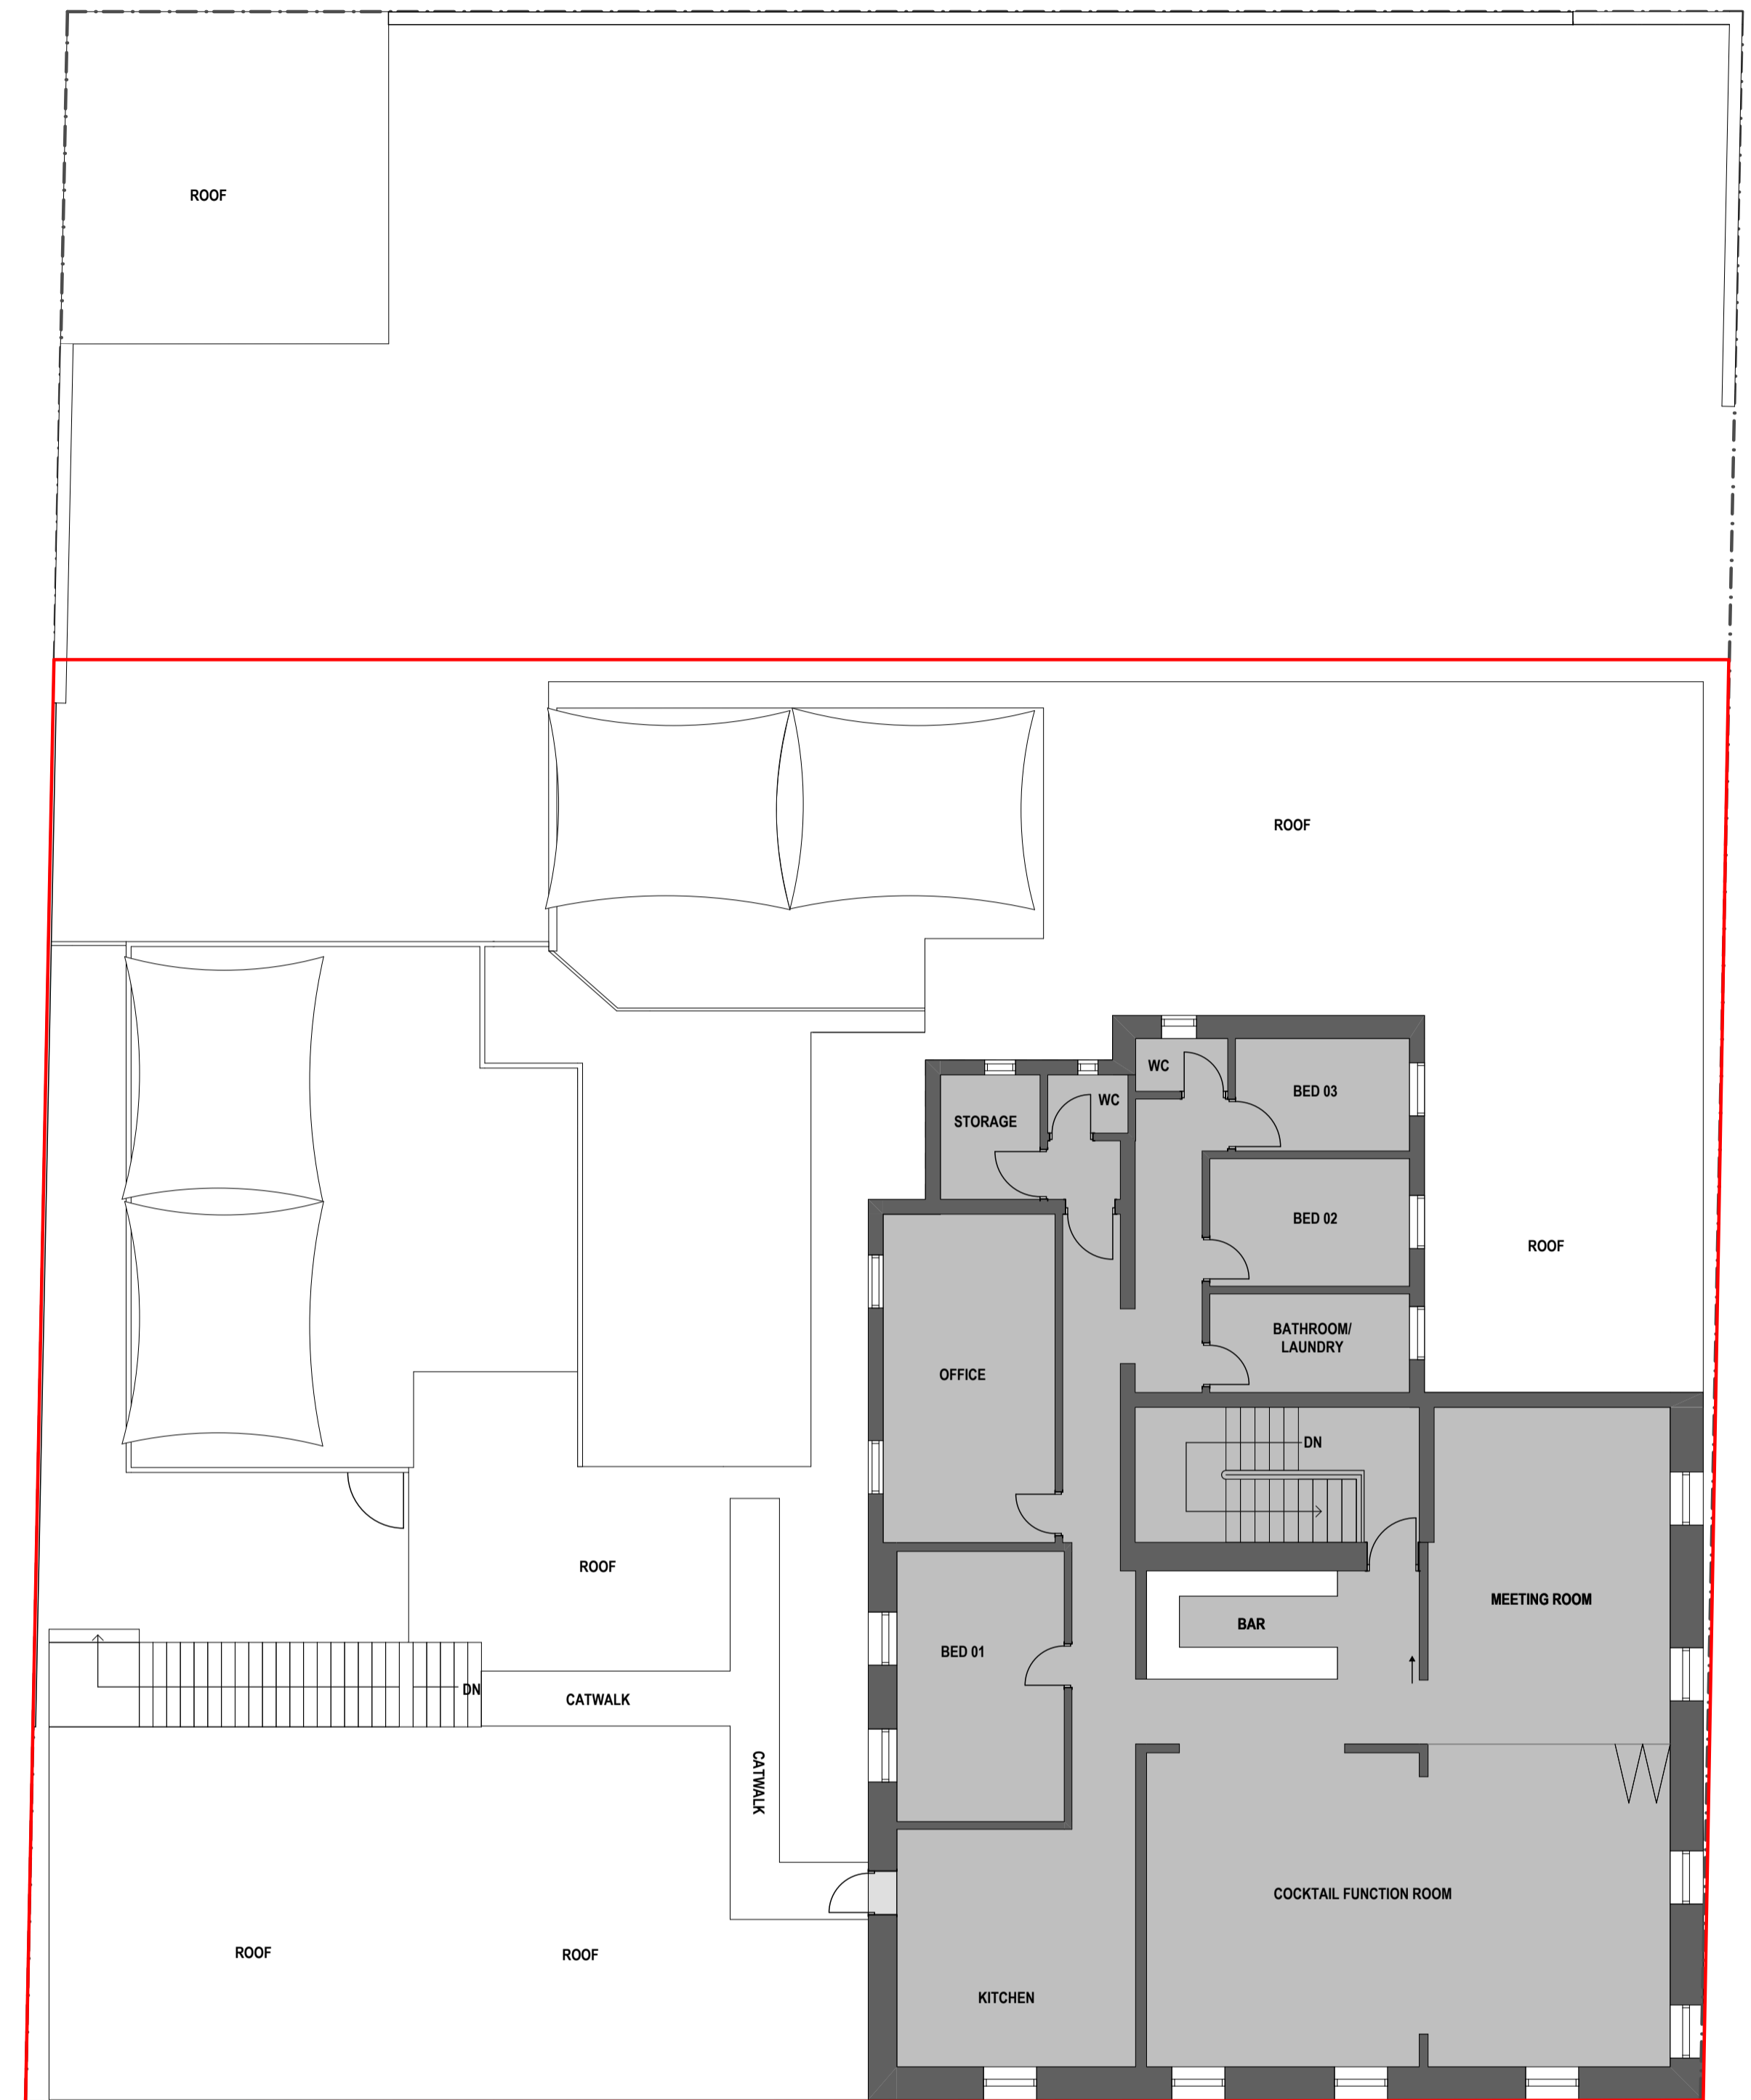 ROOF
ROOF
WC
BED 03
WC
STORAGE
BED 02
ROOF
BATHROOM/
LAUNDRY
OFFICE
DN
ROOF
MEETING ROOM
BAR
BED 01
DN
CATWALK
CATWALK
COCKTAIL FUNCTION ROOM
ROOF
ROOF
KITCHEN